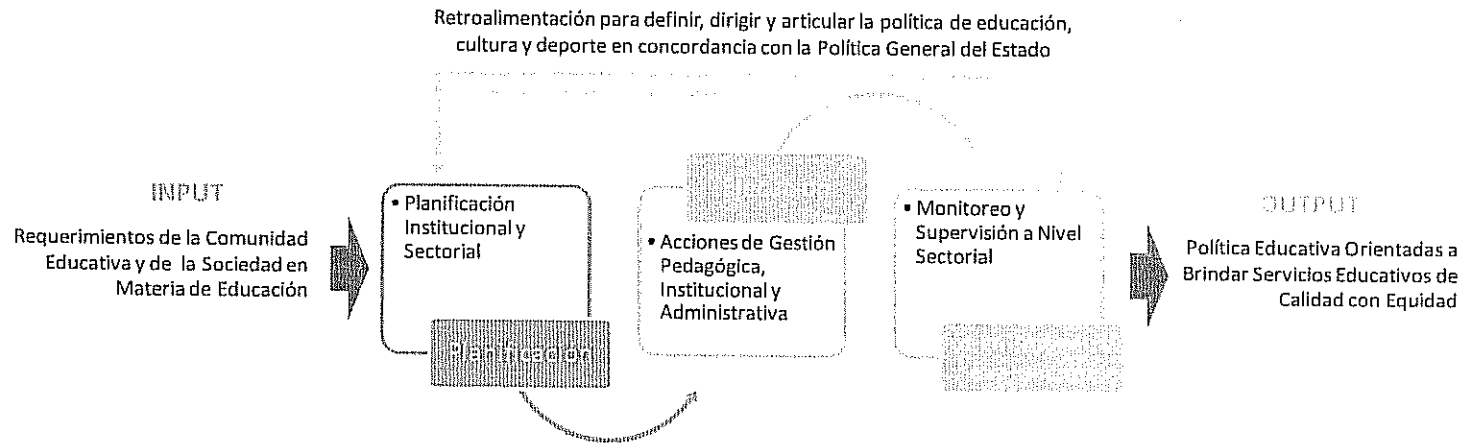 Retroalimentación para definir, dirigir y articular la política de educación,
cultura y deporte en concordancia con la Política General del Estado
INPUT
Requerimientos de la Comunidad
Educativa y de la Sociedad en
Materia de Educación
• Planificación
Institucional y
Sectorial
Planificación
• Acciones de Gestión
Pedagógica,
Institucional y
Administrativa
• Monitoreo y
Supervisión a Nivel
Sectorial
OUTPUT
Política Educativa Orientadas a
Brindar Servicios Educativos de
Calidad con Equidad